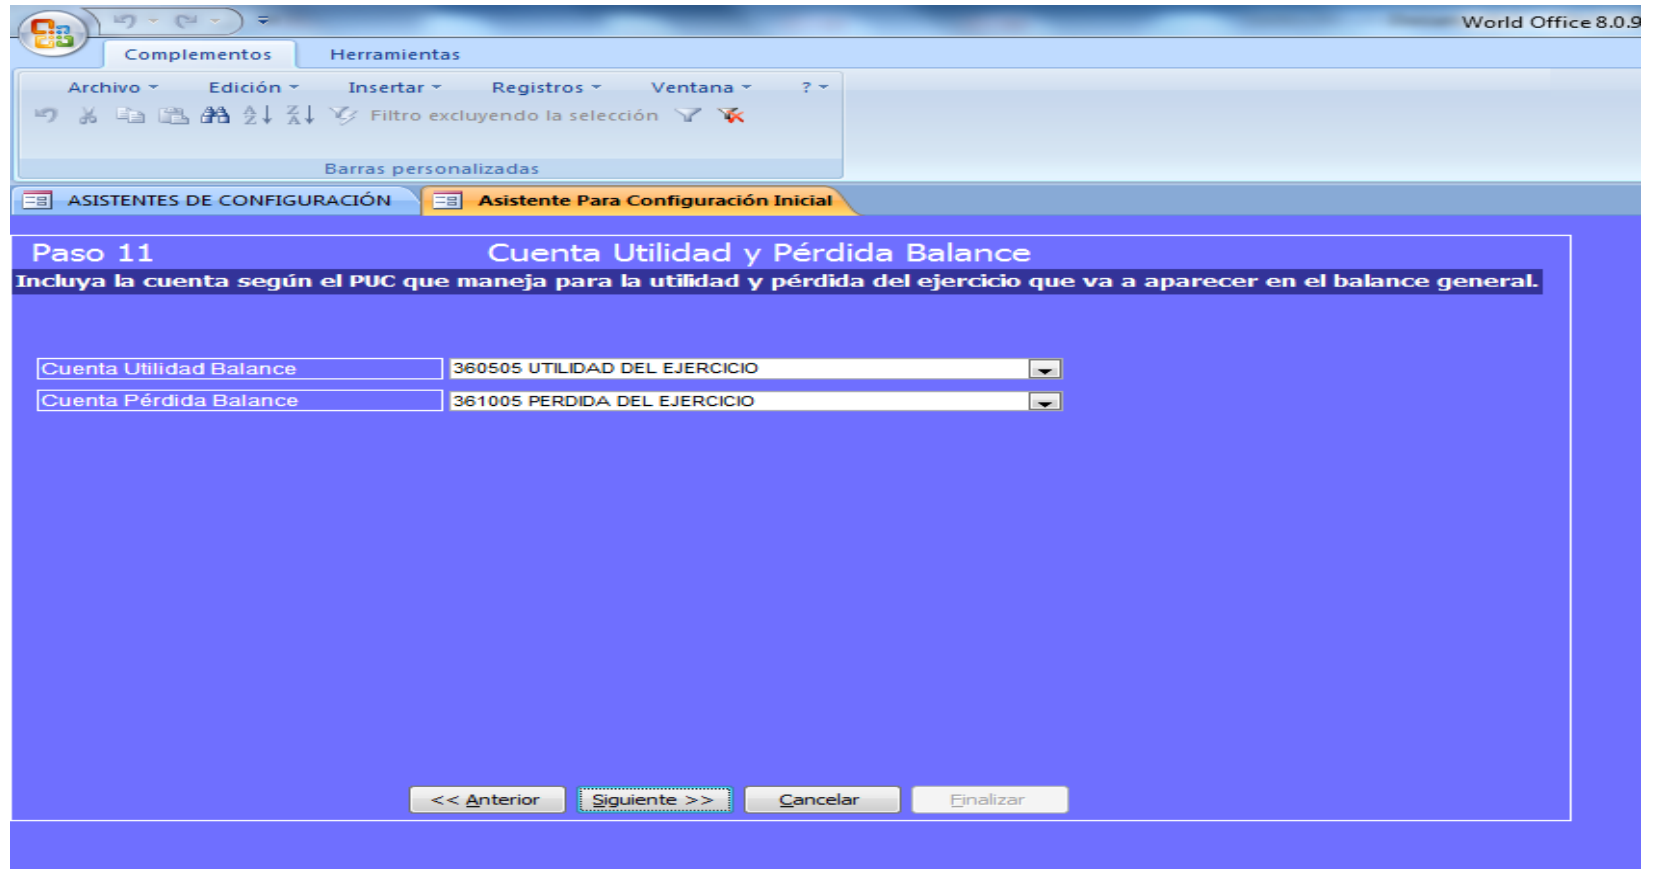 World Office 8.0.9
Complementos Herramientas
Archivo Edición Insertar Registros Ventana ?
Filtro excluyendo la selección
Barras personalizadas
ASISTENTES DE CONFIGURACIÓN Asistente Para Configuración Inicial
Paso 11 Cuenta Utilidad y Pérdida Balance
Incluya la cuenta según el PUC que maneja para la utilidad y pérdida del ejercicio que va a aparecer en el balance general.
Cuenta Utilidad Balance 360505 UTILIDAD DEL EJERCICIO
Cuenta Pérdida Balance 361005 PERDIDA DEL EJERCICIO
<< Anterior Siguiente >> Cancelar Finalizar